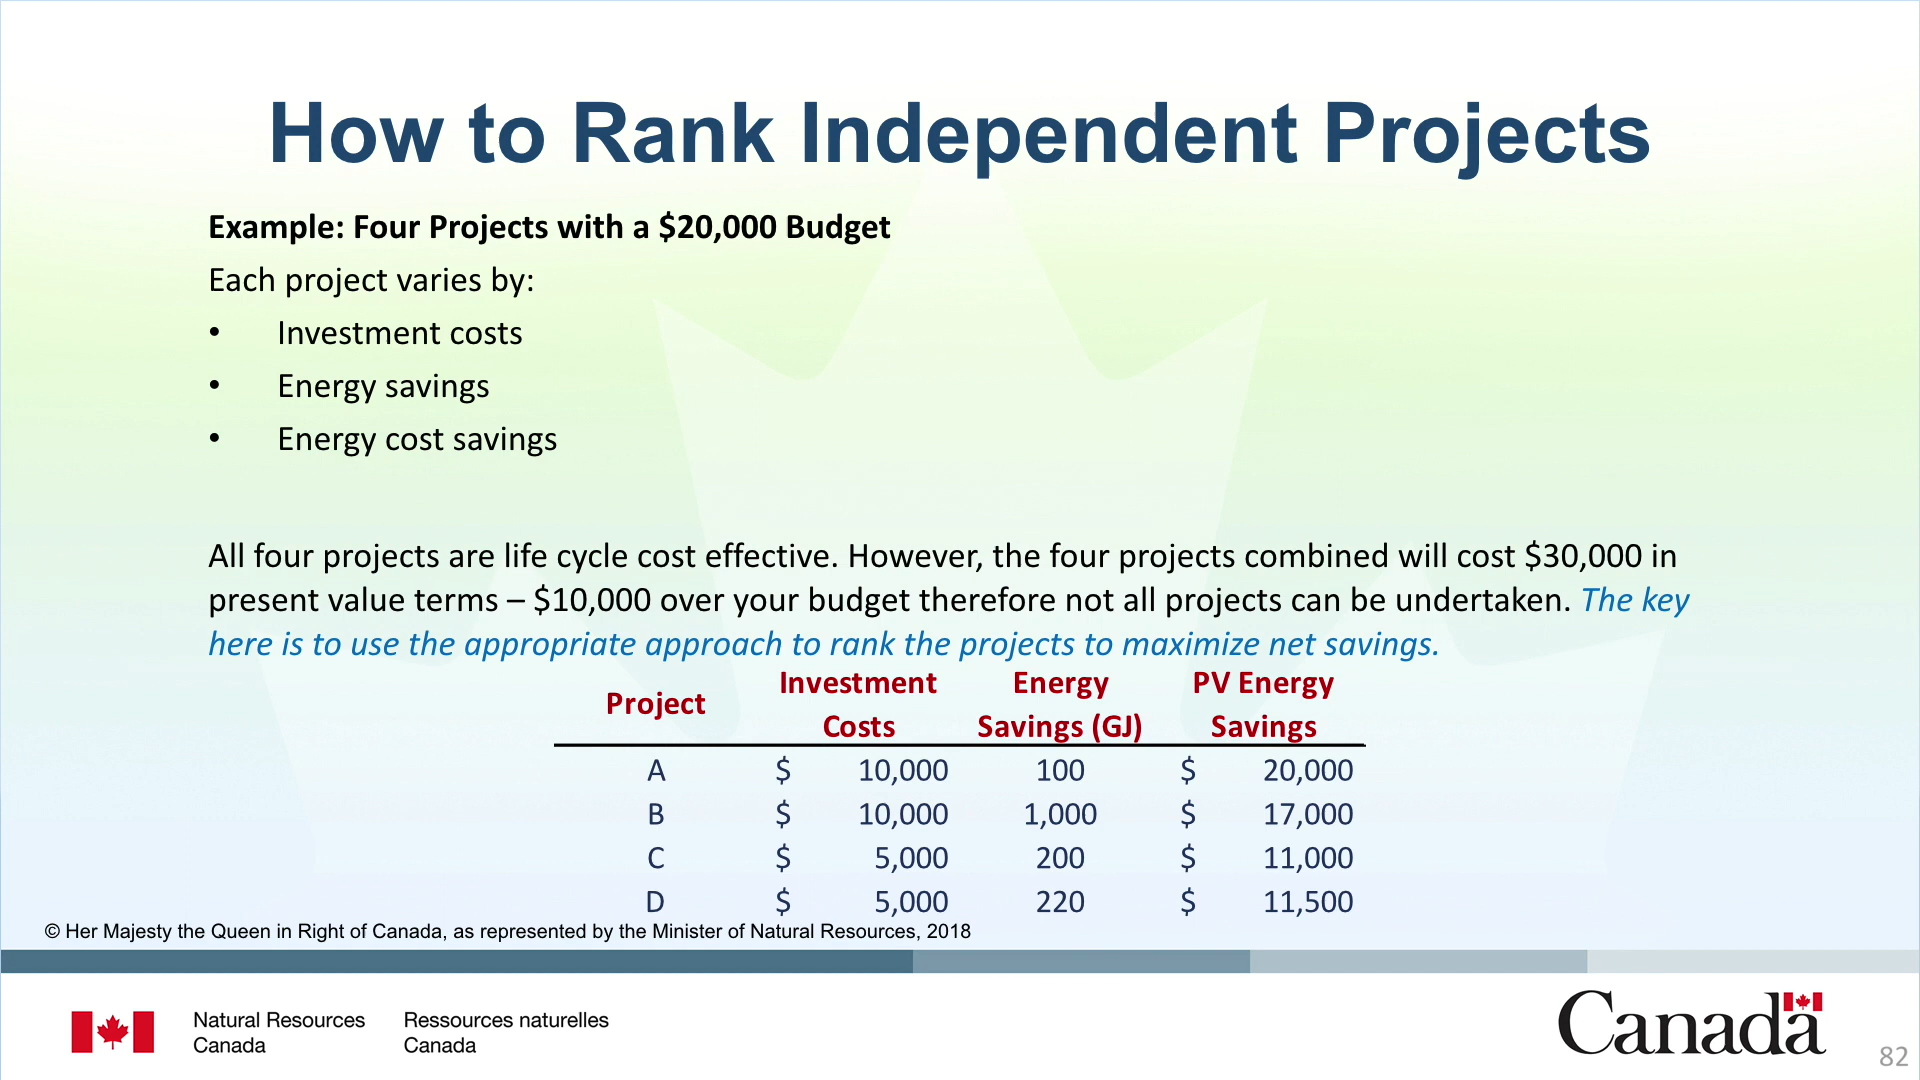 How to Rank Independent Projects
Example: Four Projects with a $20,000 Budget
Each project varies by:
• Investment costs
• Energy savings
• Energy cost savings
All four projects are life cycle cost effective. However, the four projects combined will cost $30,000 in
present value terms – $10,000 over your budget therefore not all projects can be undertaken. The key
here is to use the appropriate approach to rank the projects to maximize net savings.
Project Investment Costs Energy Savings (GJ) PV Energy Savings
A $ 10,000 100 $ 20,000
B $ 10,000 1,000 $ 17,000
C $ 5,000 200 $ 11,000
D $ 5,000 220 $ 11,500
© Her Majesty the Queen in Right of Canada, as represented by the Minister of Natural Resources, 2018
Natural Resources
Canada
Ressources naturelles
Canada
Canada
82